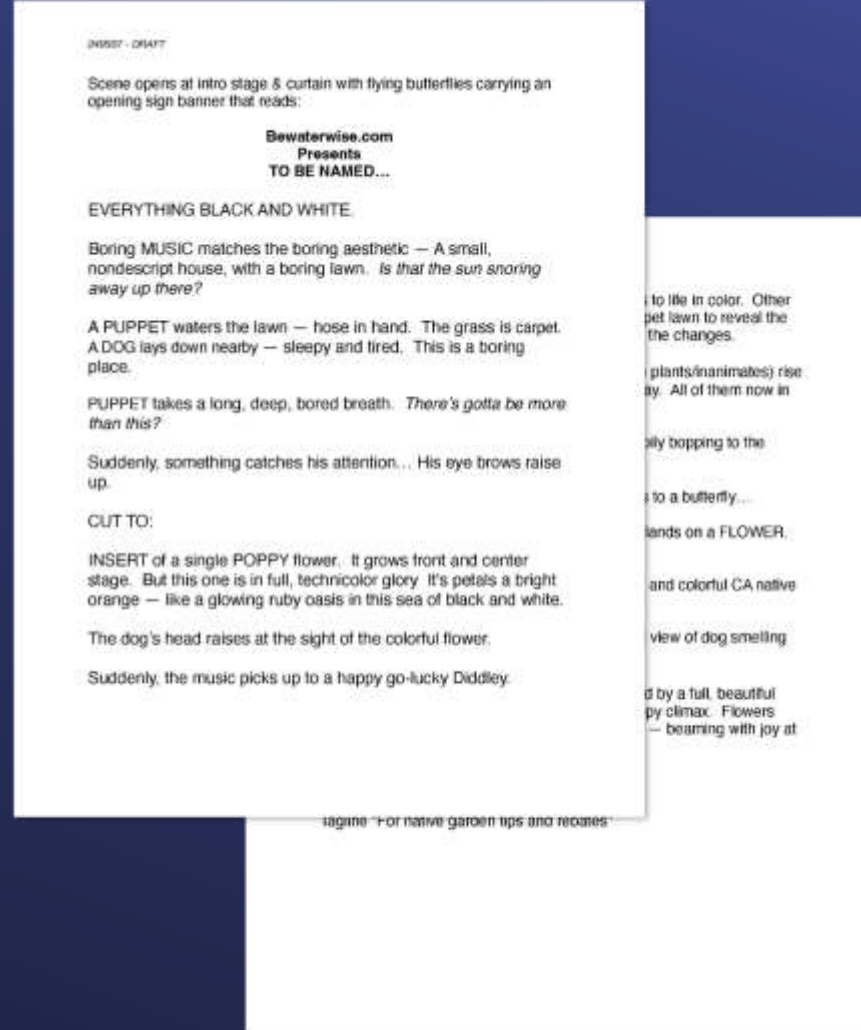 DRAFT
Scene opens at intro stage & curtain with flying butterflies carrying an
opening sign banner that reads:
Bewaterwise.com
Presents
TO BE NAMED...
EVERYTHING BLACK AND WHITE.
Boring MUSIC matches the boring aesthetic — A small,
nondescript house, with a boring lawn. Is that the sun snoring
away up there?
A PUPPET waters the lawn — hose in hand. The grass is carpet.
A DOG lays down nearby — sleepy and tired. This is a boring
place.
PUPPET takes a long, deep, bored breath. There's gotta be more
than this?
Suddenly, something catches his attention... His eye brows raise
up.
CUT TO:
INSERT of a single POPPY flower. It grows front and center
stage. But this one is in full, technicolor glory It's petals a bright
orange — like a glowing ruby oasis in this sea of black and white.
The dog's head raises at the sight of the colorful flower.
Suddenly, the music picks up to a happy go-lucky Diddley.
to life in color. Other
lawn to reveal the
the changes.
plants/inanimates) rise
All of them now in
bopping to the
to a butterfly...
lands on a FLOWER.
and colorful CA native
view of dog smelling
by a full, beautiful
climax. Flowers
— beaming with joy at
Tagline "For native garden tips and rebates"